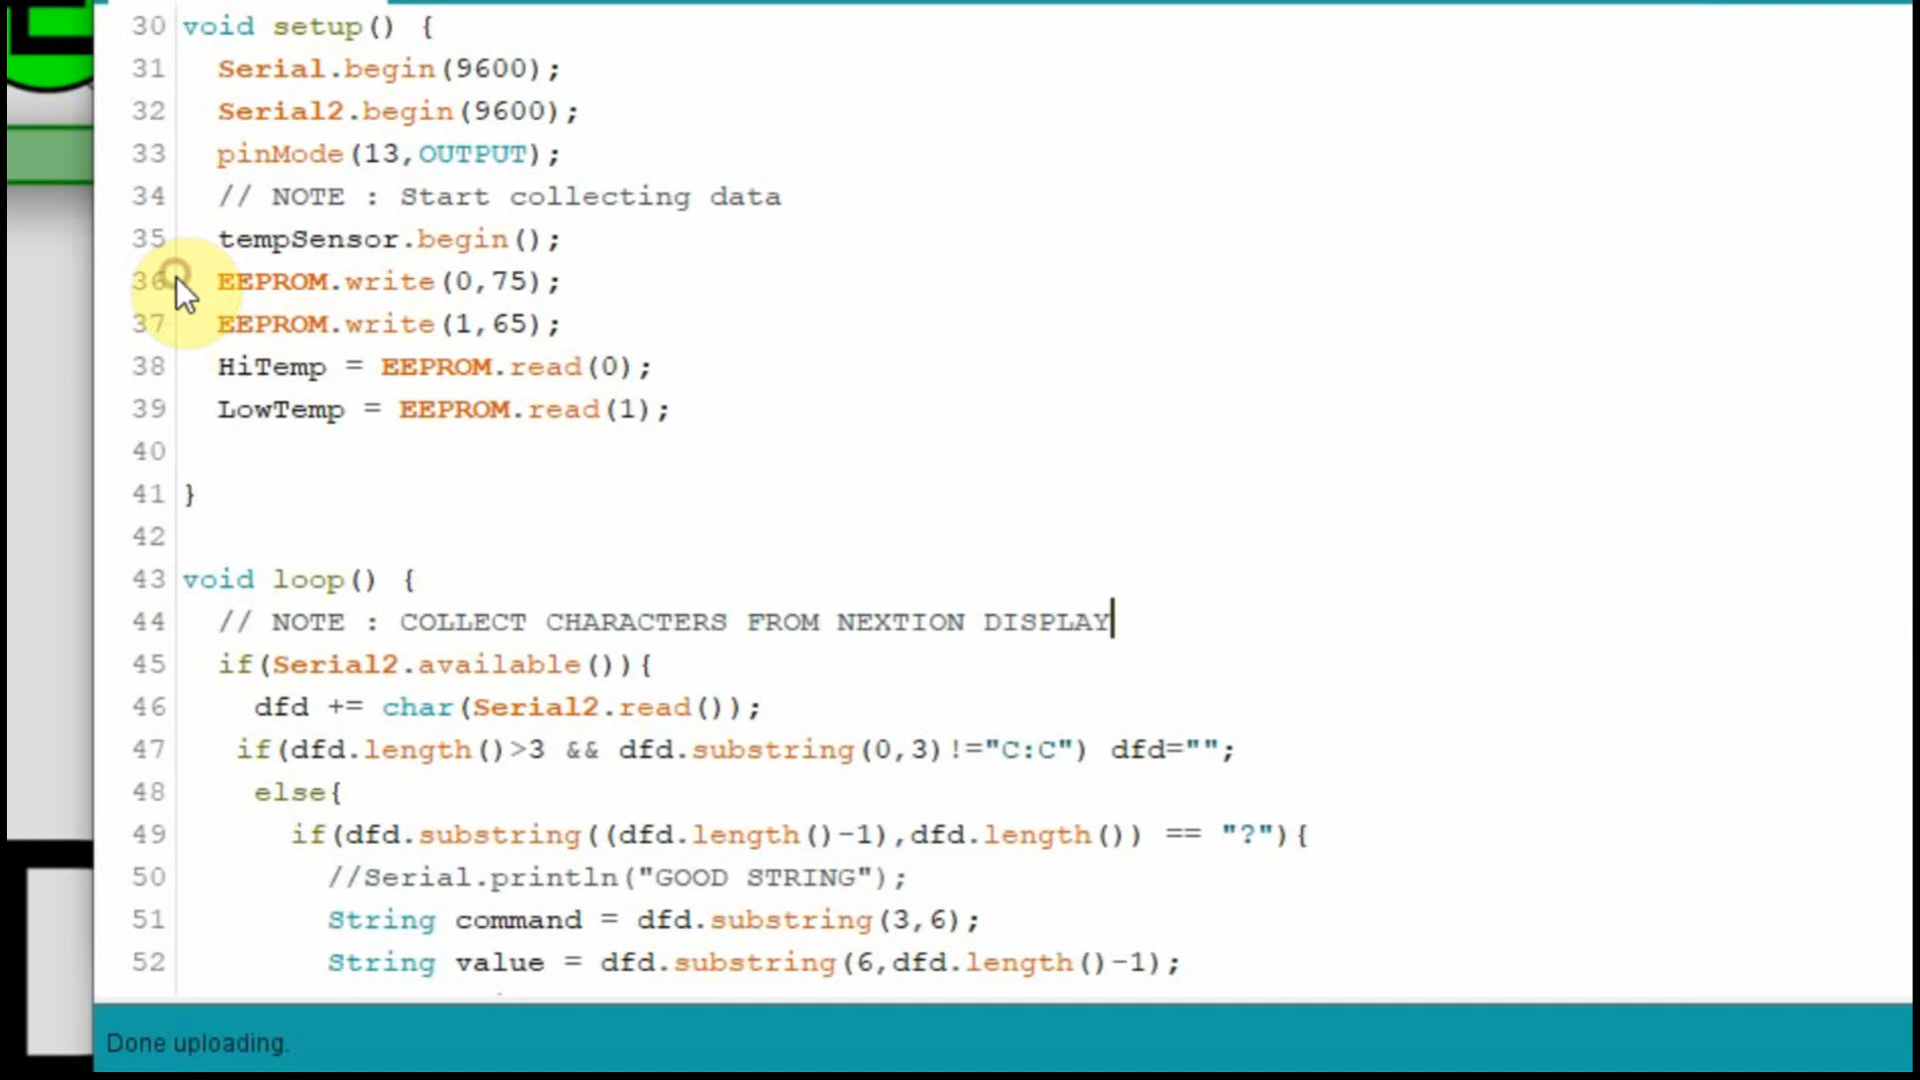 30 void setup() {
31 Serial.begin(9600);
32 Serial2.begin(9600);
33 pinMode(13,OUTPUT);
34 // NOTE : Start collecting data
35 tempSensor.begin();
36 EEPROM.write(0,75);
37 EEPROM.write(1,65);
38 HiTemp = EEPROM.read(0);
39 LowTemp = EEPROM.read(1);
40
41 }
42
43 void loop() {
44 // NOTE : COLLECT CHARACTERS FROM NEXTION DISPLAY
45 if(Serial2.available()){
46 dfd += char(Serial2.read());
47 if(dfd.length()>3 && dfd.substring(0,3)!="C:C") dfd="";
48 else{
49 if(dfd.substring((dfd.length()-1),dfd.length()) == "?"){
50 //Serial.println("GOOD STRING");
51 String command = dfd.substring(3,6);
52 String value = dfd.substring(6,dfd.length()-1);
Done uploading.